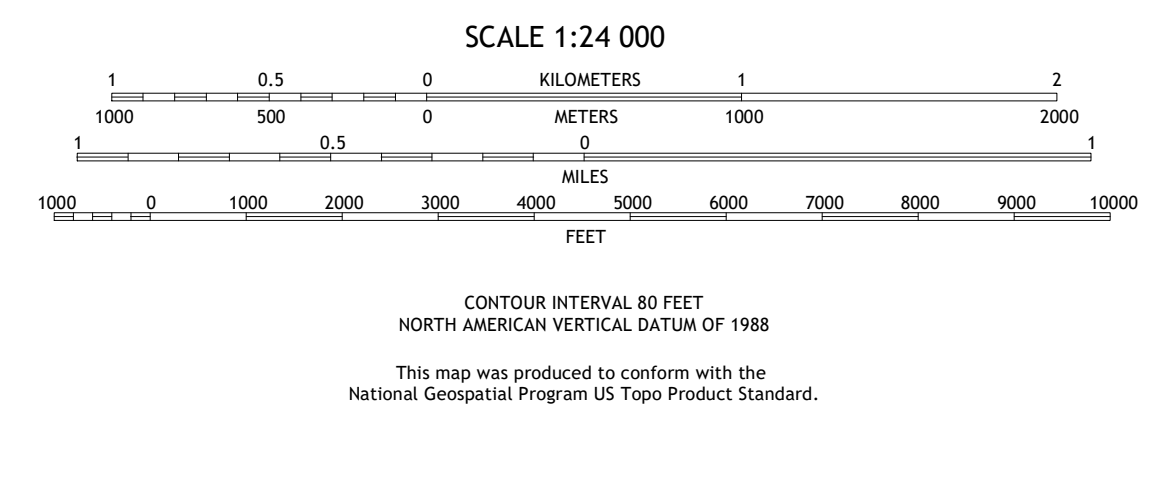 SCALE 1:24 000
1 0.5 0 KILOMETERS 1 2
1000 500 0 METERS 1000 2000
1 0.5 0 1
MILES
1000 0 1000 2000 3000 4000 5000 6000 7000 8000 9000 10000
FEET
CONTOUR INTERVAL 80 FEET
NORTH AMERICAN VERTICAL DATUM OF 1988
This map was produced to conform with the
National Geospatial Program US Topo Product Standard.